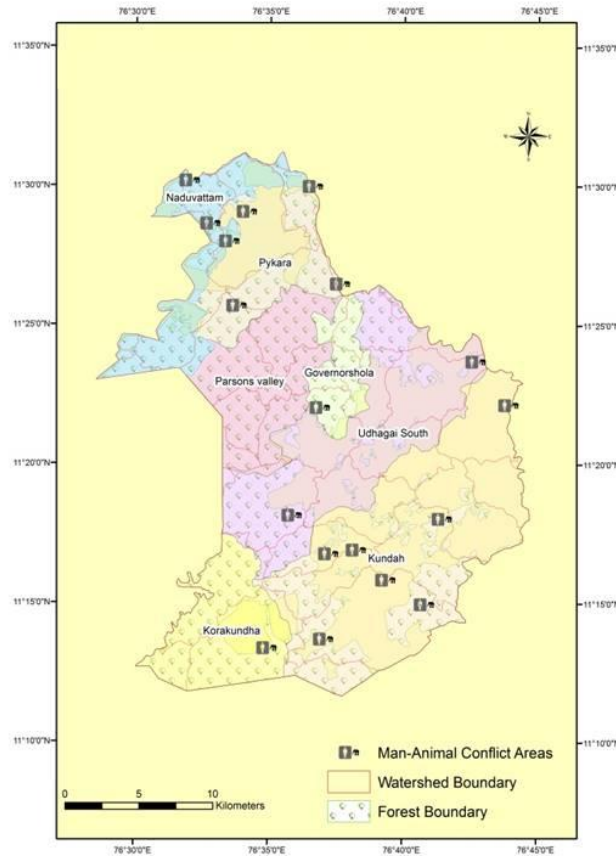 76°30'0"E 76°35'0"E 76°40'0"E 76°45'0"E
11°35'0"N 11°35'0"N
11°30'0"N 11°30'0"N
Naduvattam
Pykara
11°25'0"N 11°25'0"N
Parsons valley Governorshola
Udhagai South
11°20'0"N 11°20'0"N
Kundah
11°15'0"N 11°15'0"N
Korakundha
11°10'0"N 11°10'0"N
Man-Animal Conflict Areas
Watershed Boundary
Forest Boundary
0 5 10
Kilometers
76°30'0"E 76°35'0"E 76°40'0"E 76°45'0"E